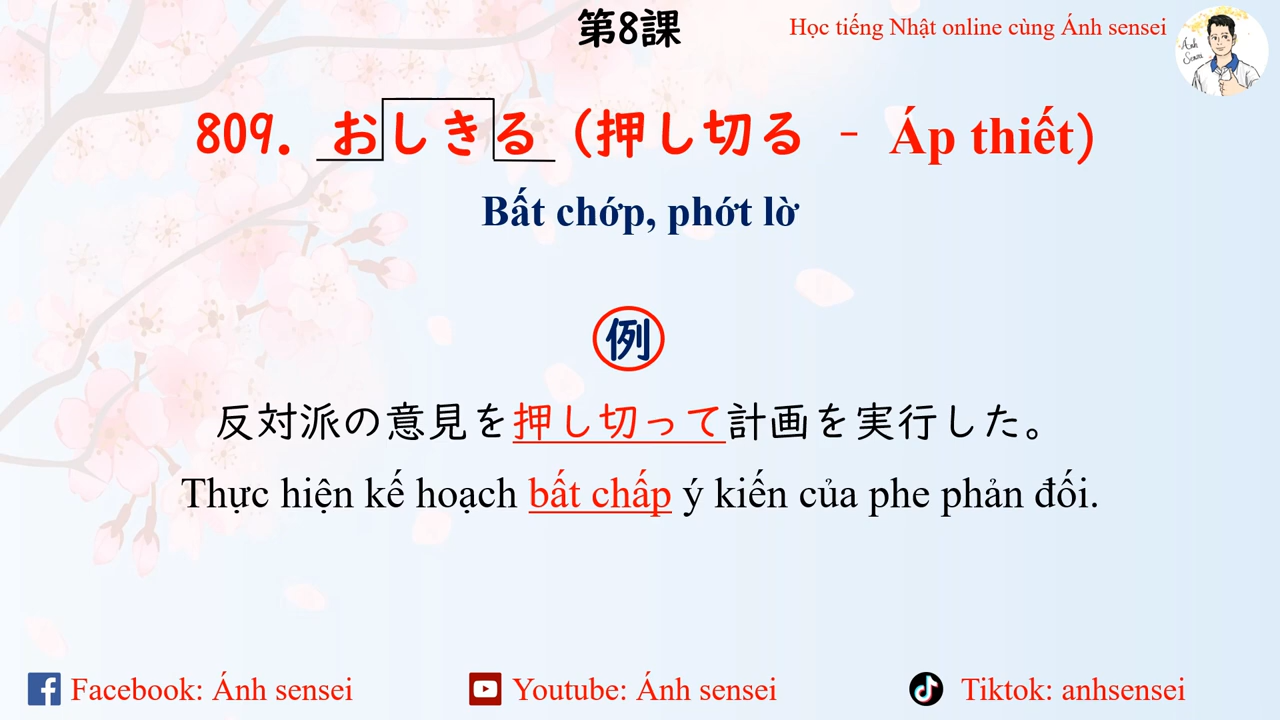 第8課
Học tiếng Nhật online cùng Ánh sensei
Ánh Sensei
809. おしきる (押し切る - Áp thiết)
Bất chớp, phớt lờ
例
反対派の意見を押し切って計画を実行した。
Thực hiện kế hoạch bất chấp ý kiến của phe phản đối.
Facebook: Ánh sensei
Youtube: Ánh sensei
Tiktok: anhsensei